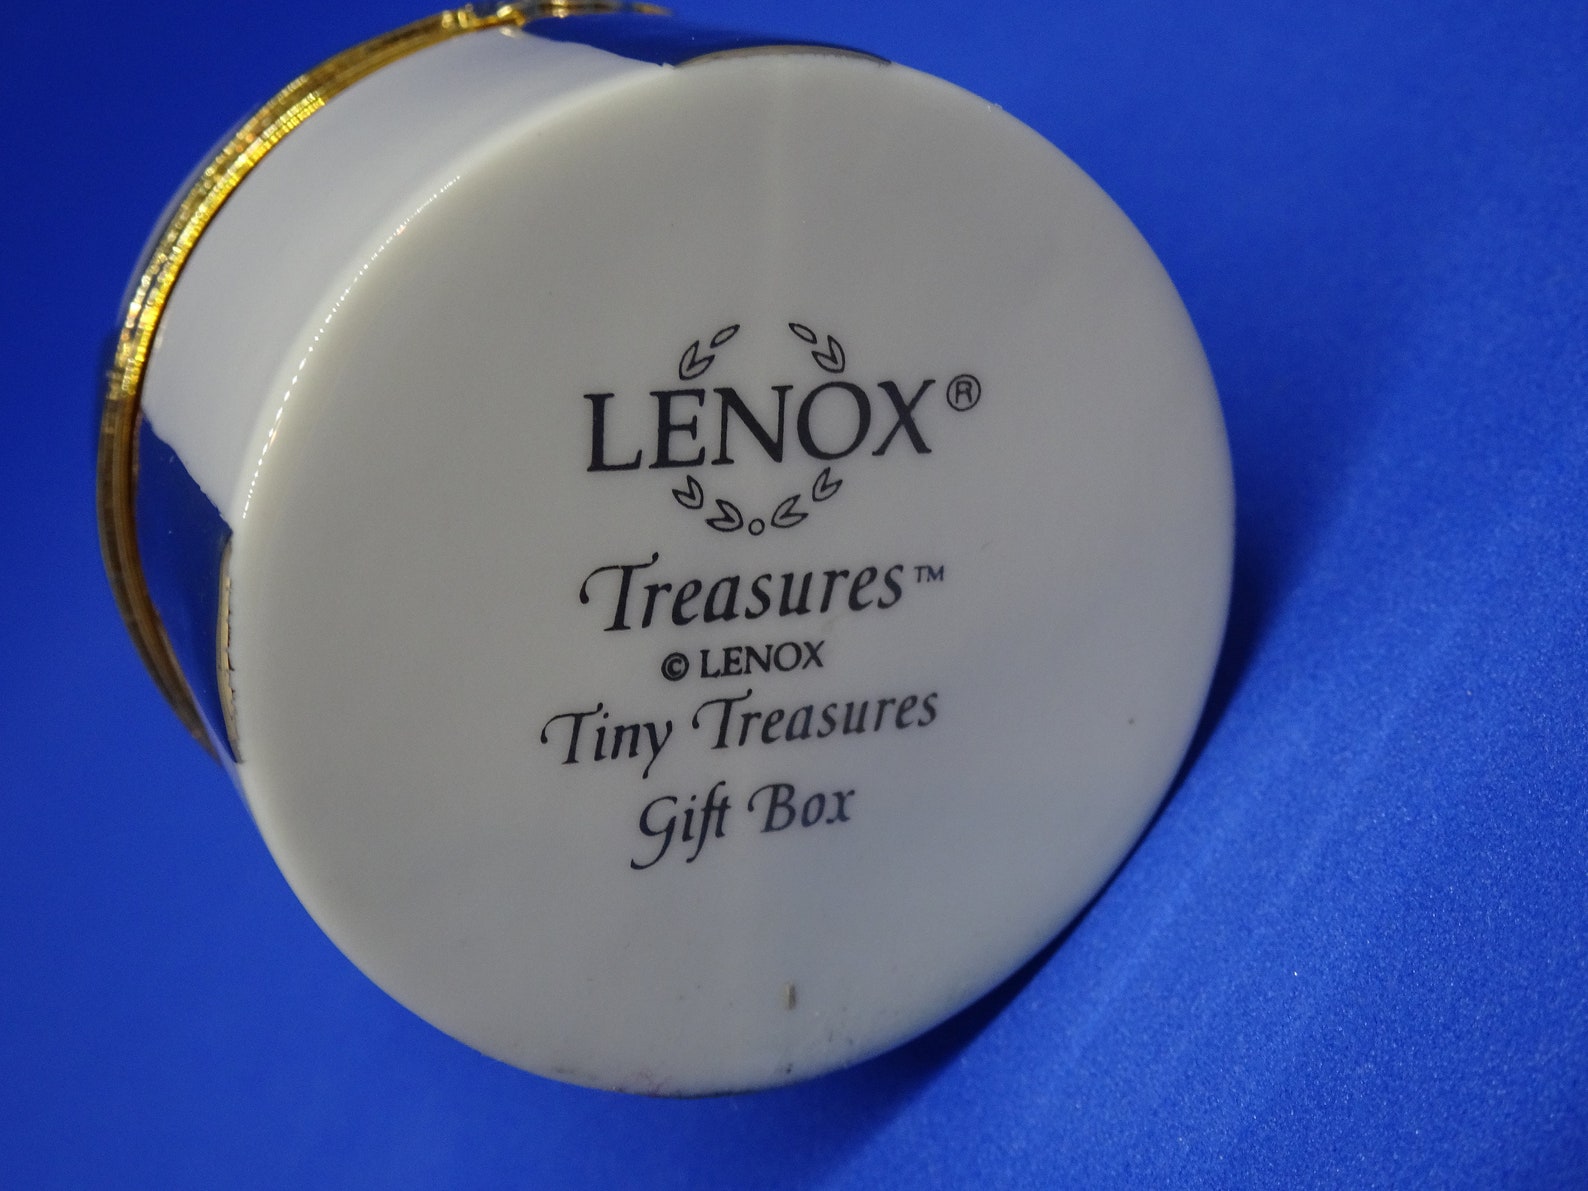 LENOX®
Treasures™
© LENOX
Tiny Treasures
Gift Box